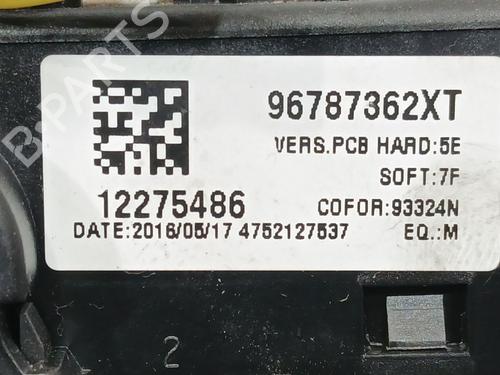 B-PARTS
96787362XT
VERS.PCB HARD:5E
SOFT:7F
12275486
COFOR:93324N
DATE:2016/05/17 4752127537
EQ.:M
2